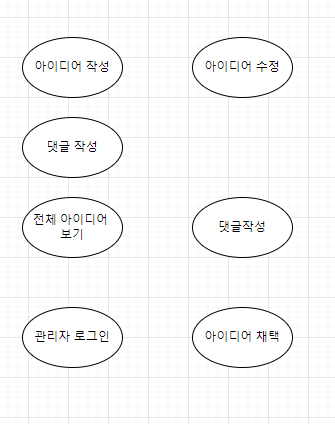 아이디어 작성
아이디어 수정
댓글 작성
전체 아이디어
보기
댓글작성
관리자 로그인
아이디어 채택